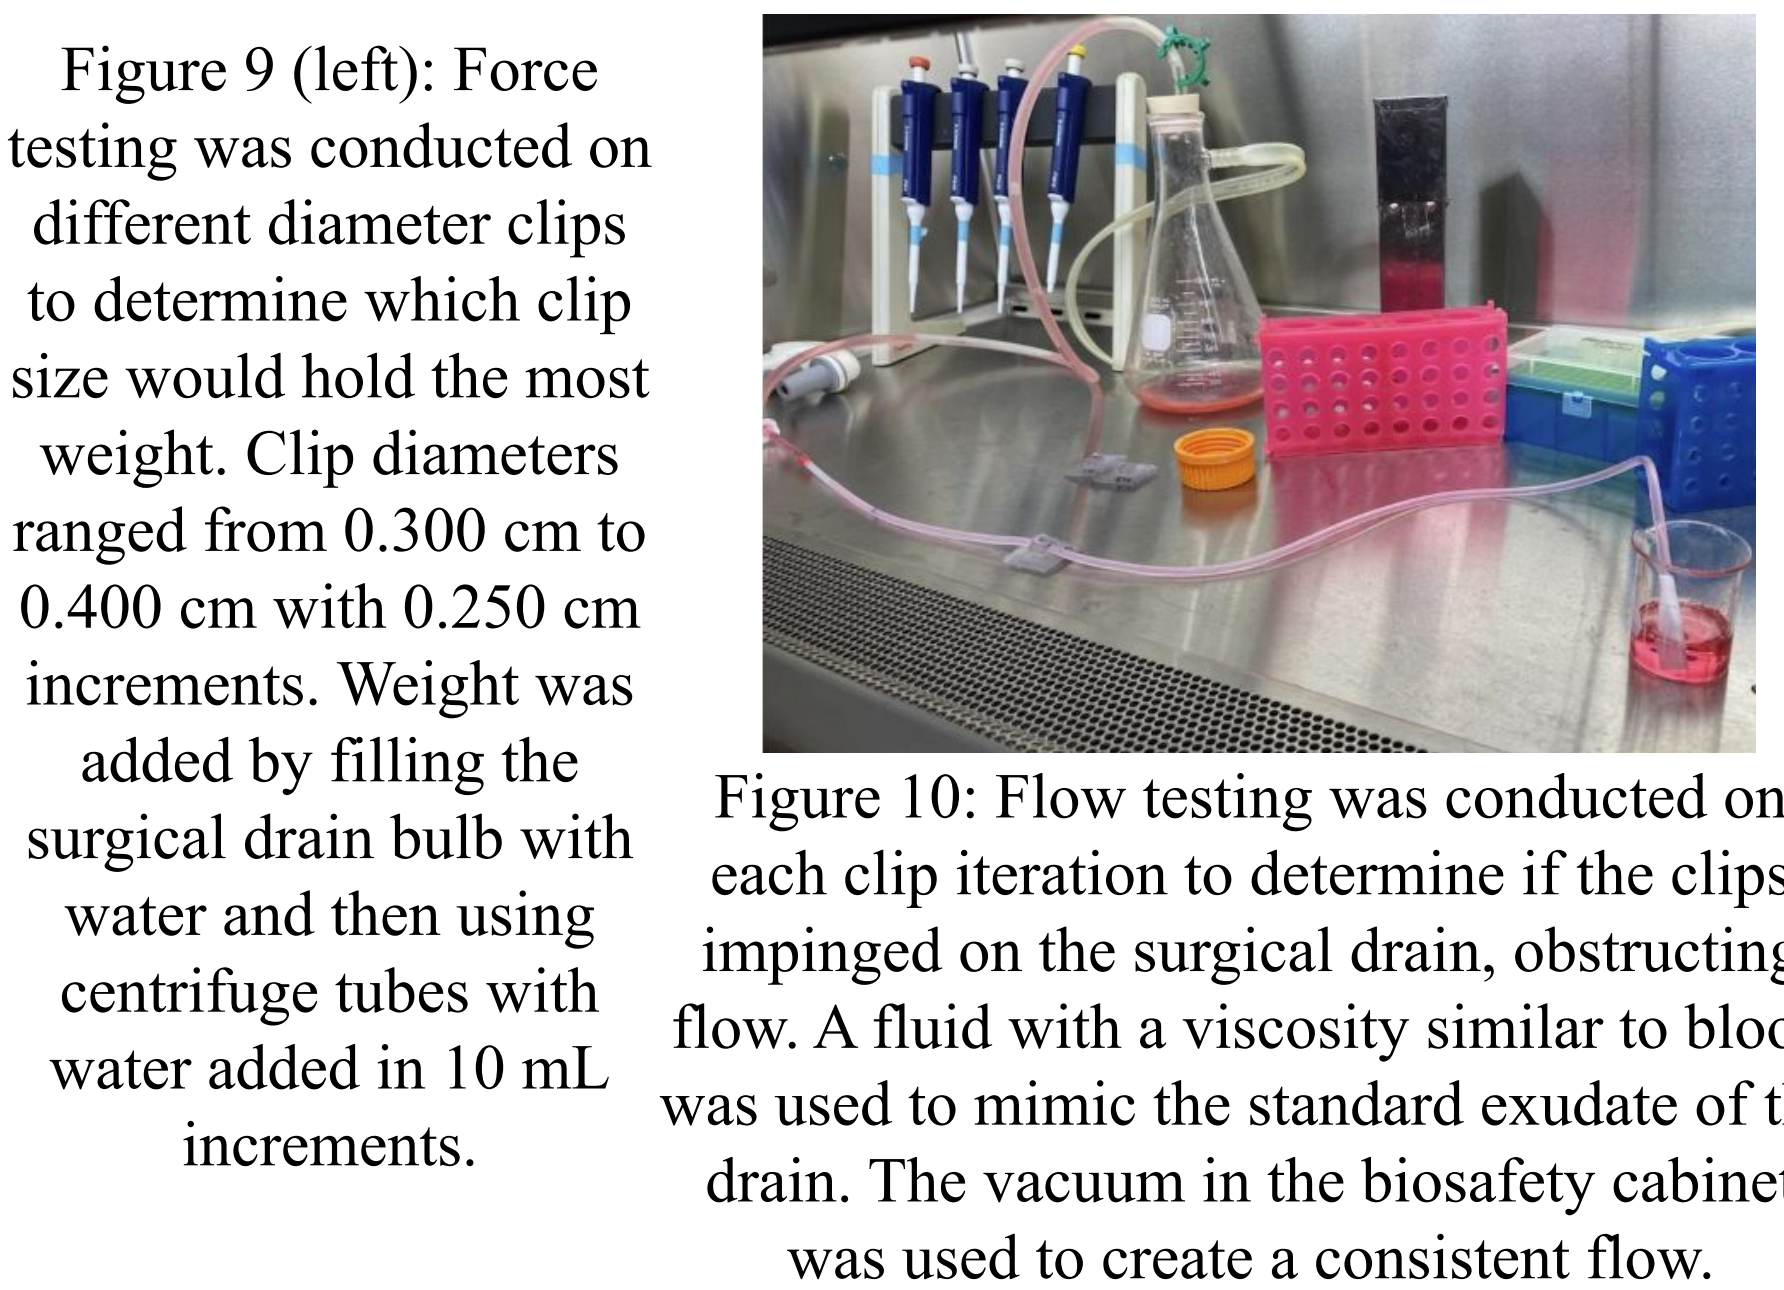 Figure 9 (left): Force
testing was conducted on
different diameter clips
to determine which clip
size would hold the most
weight. Clip diameters
ranged from 0.300 cm to
0.400 cm with 0.250 cm
increments. Weight was
added by filling the
surgical drain bulb with
water and then using
centrifuge tubes with
water added in 10 mL
increments.
Figure 10: Flow testing was conducted on
each clip iteration to determine if the clips
impinged on the surgical drain, obstructing
flow. A fluid with a viscosity similar to
was used to mimic the standard exudate of
drain. The vacuum in the biosafety cabinet
was used to create a consistent flow.